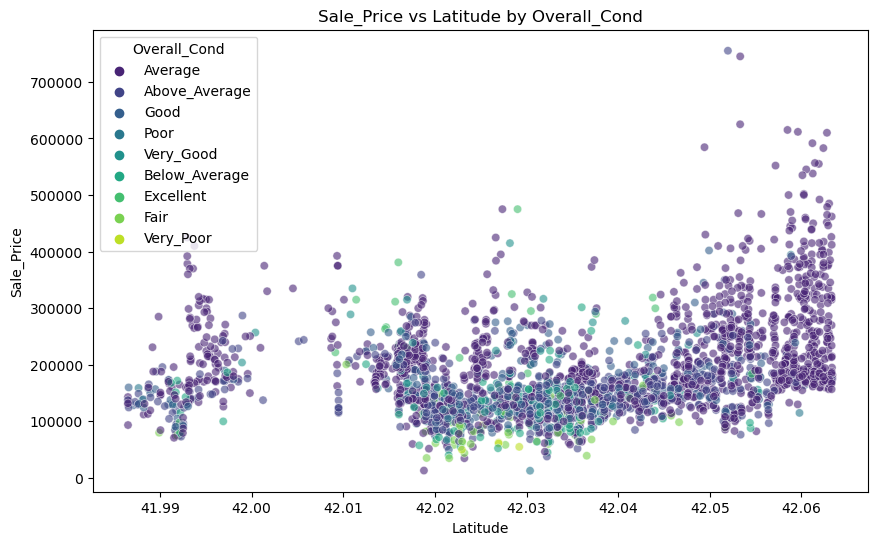 Sale_Price vs Latitude by Overall_Cond
Overall_Cond
Average
Above_Average
Good
Poor
Very_Good
Below_Average
Excellent
Fair
Very_Poor
Sale_Price
700000
600000
500000
400000
300000
200000
100000
0
41.99 42.00 42.01 42.02 42.03 42.04 42.05 42.06
Latitude